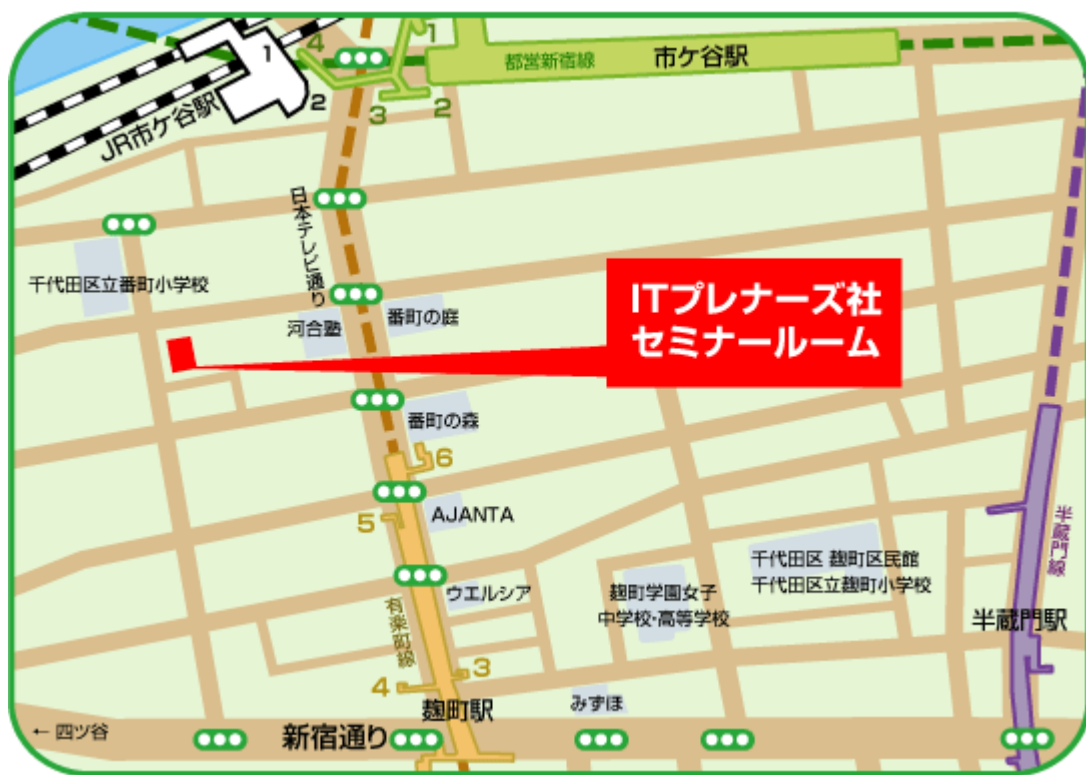 1
4
都営新宿線
市ケ谷駅
1
2
3
2
JR市ケ谷駅
日本テレビ通り
千代田区立番町小学校
番町の庭
河合塾
ITプレナーズ社
セミナールーム
番町の森
6
AJANTA
5
半蔵門線
千代田区 麹町区民館
千代田区立麹町小学校
ウエルシア
麹町学園女子
中学校・高等学校
有楽町線
半蔵門駅
3
4
麹町駅
みずほ
← 四ツ谷
新宿通り